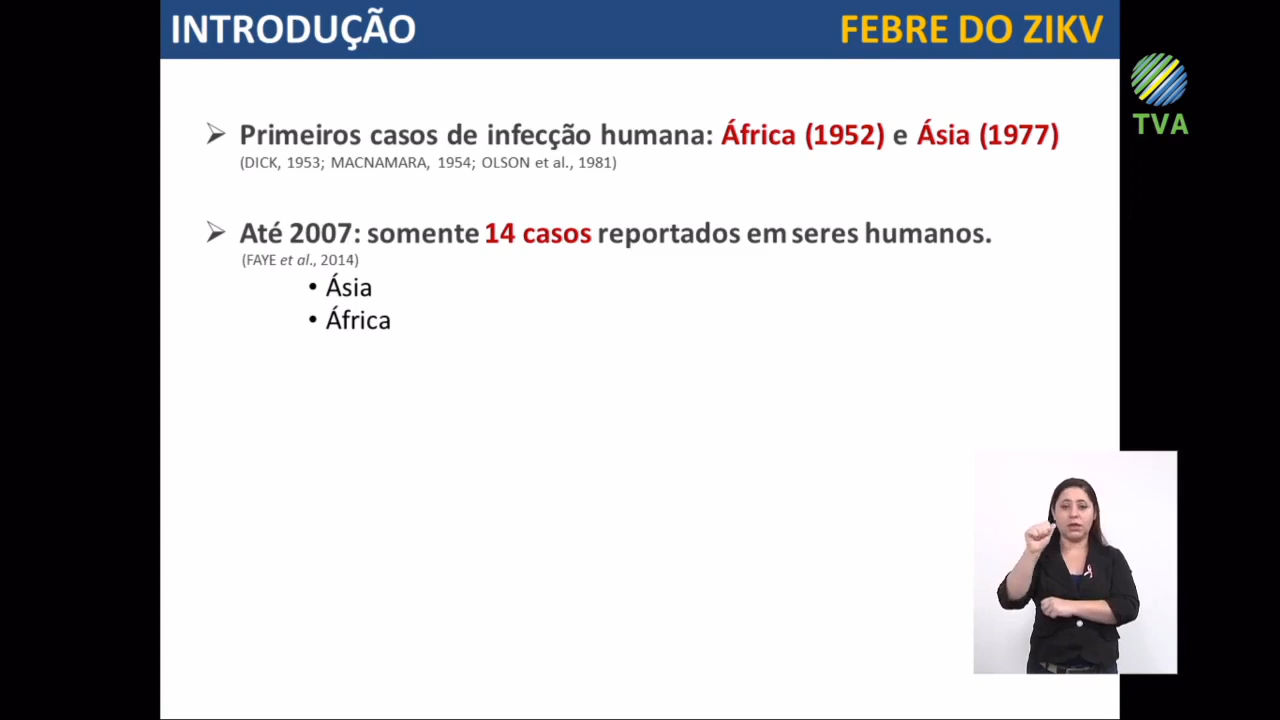 INTRODUÇÃO
FEBRE DO ZIKV
TVA
➢ Primeiros casos de infecção humana: África (1952) e Ásia (1977)
(DICK, 1953; MACNAMARA, 1954; OLSON et al., 1981)
➢ Até 2007: somente 14 casos reportados em seres humanos.
(FAYE et al., 2014)
• Ásia
• África